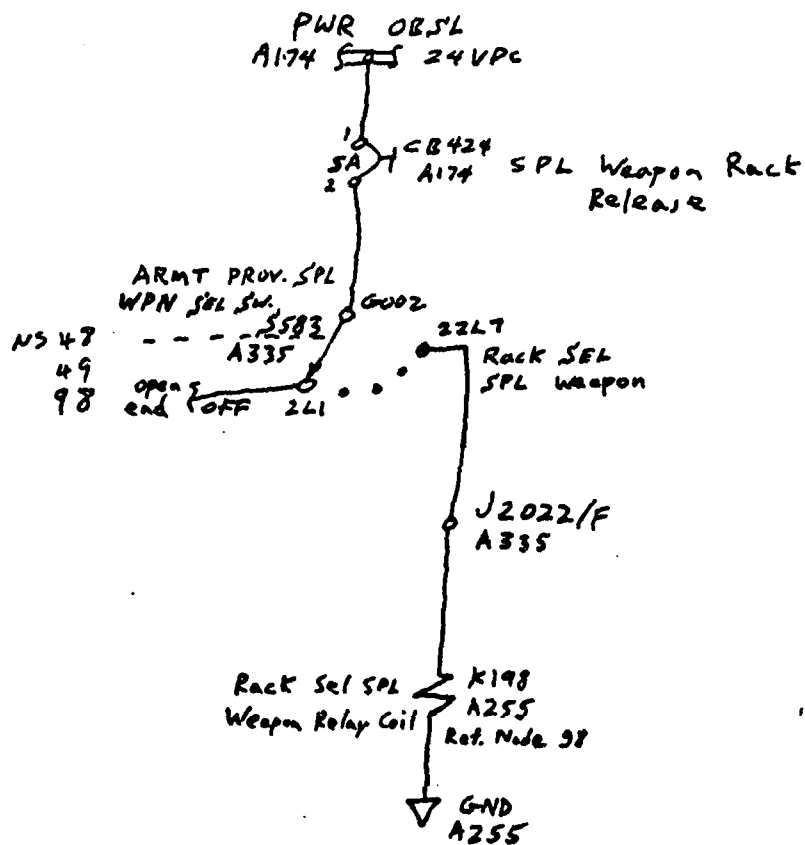 PWR OBSL
A174 24VDC
1
5A
2
CB424
A174
SPL Weapon Rack
Release
ARMT PROV. SPL
WPN SEL SW.
S583
A335
G002
NS 48
49
98
open
end
OFF
2L1
22L7
Rack SEL
SPL Weapon
J2022/F
A335
Rack Sel SPL
Weapon Relay Coil
K198
A255
Ref. Node 98
GND
A255